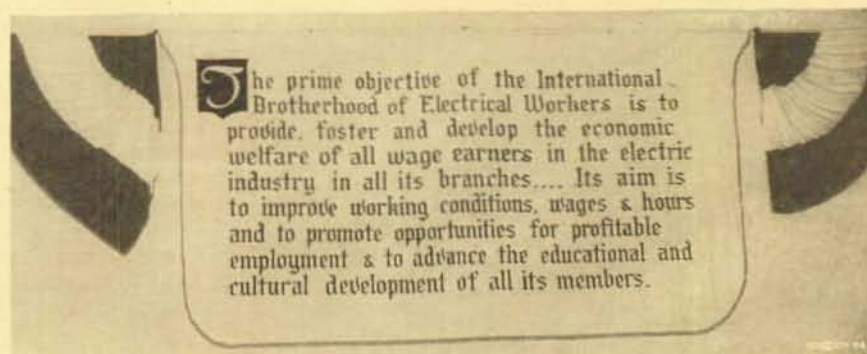 The prime objective of the International
Brotherhood of Electrical Workers is to
provide, foster and develop the economic
welfare of all wage earners in the electric
industry in all its branches.... Its aim is
to improve working conditions, wages & hours
and to promote opportunities for profitable
employment & to advance the educational and
cultural development of all its members.